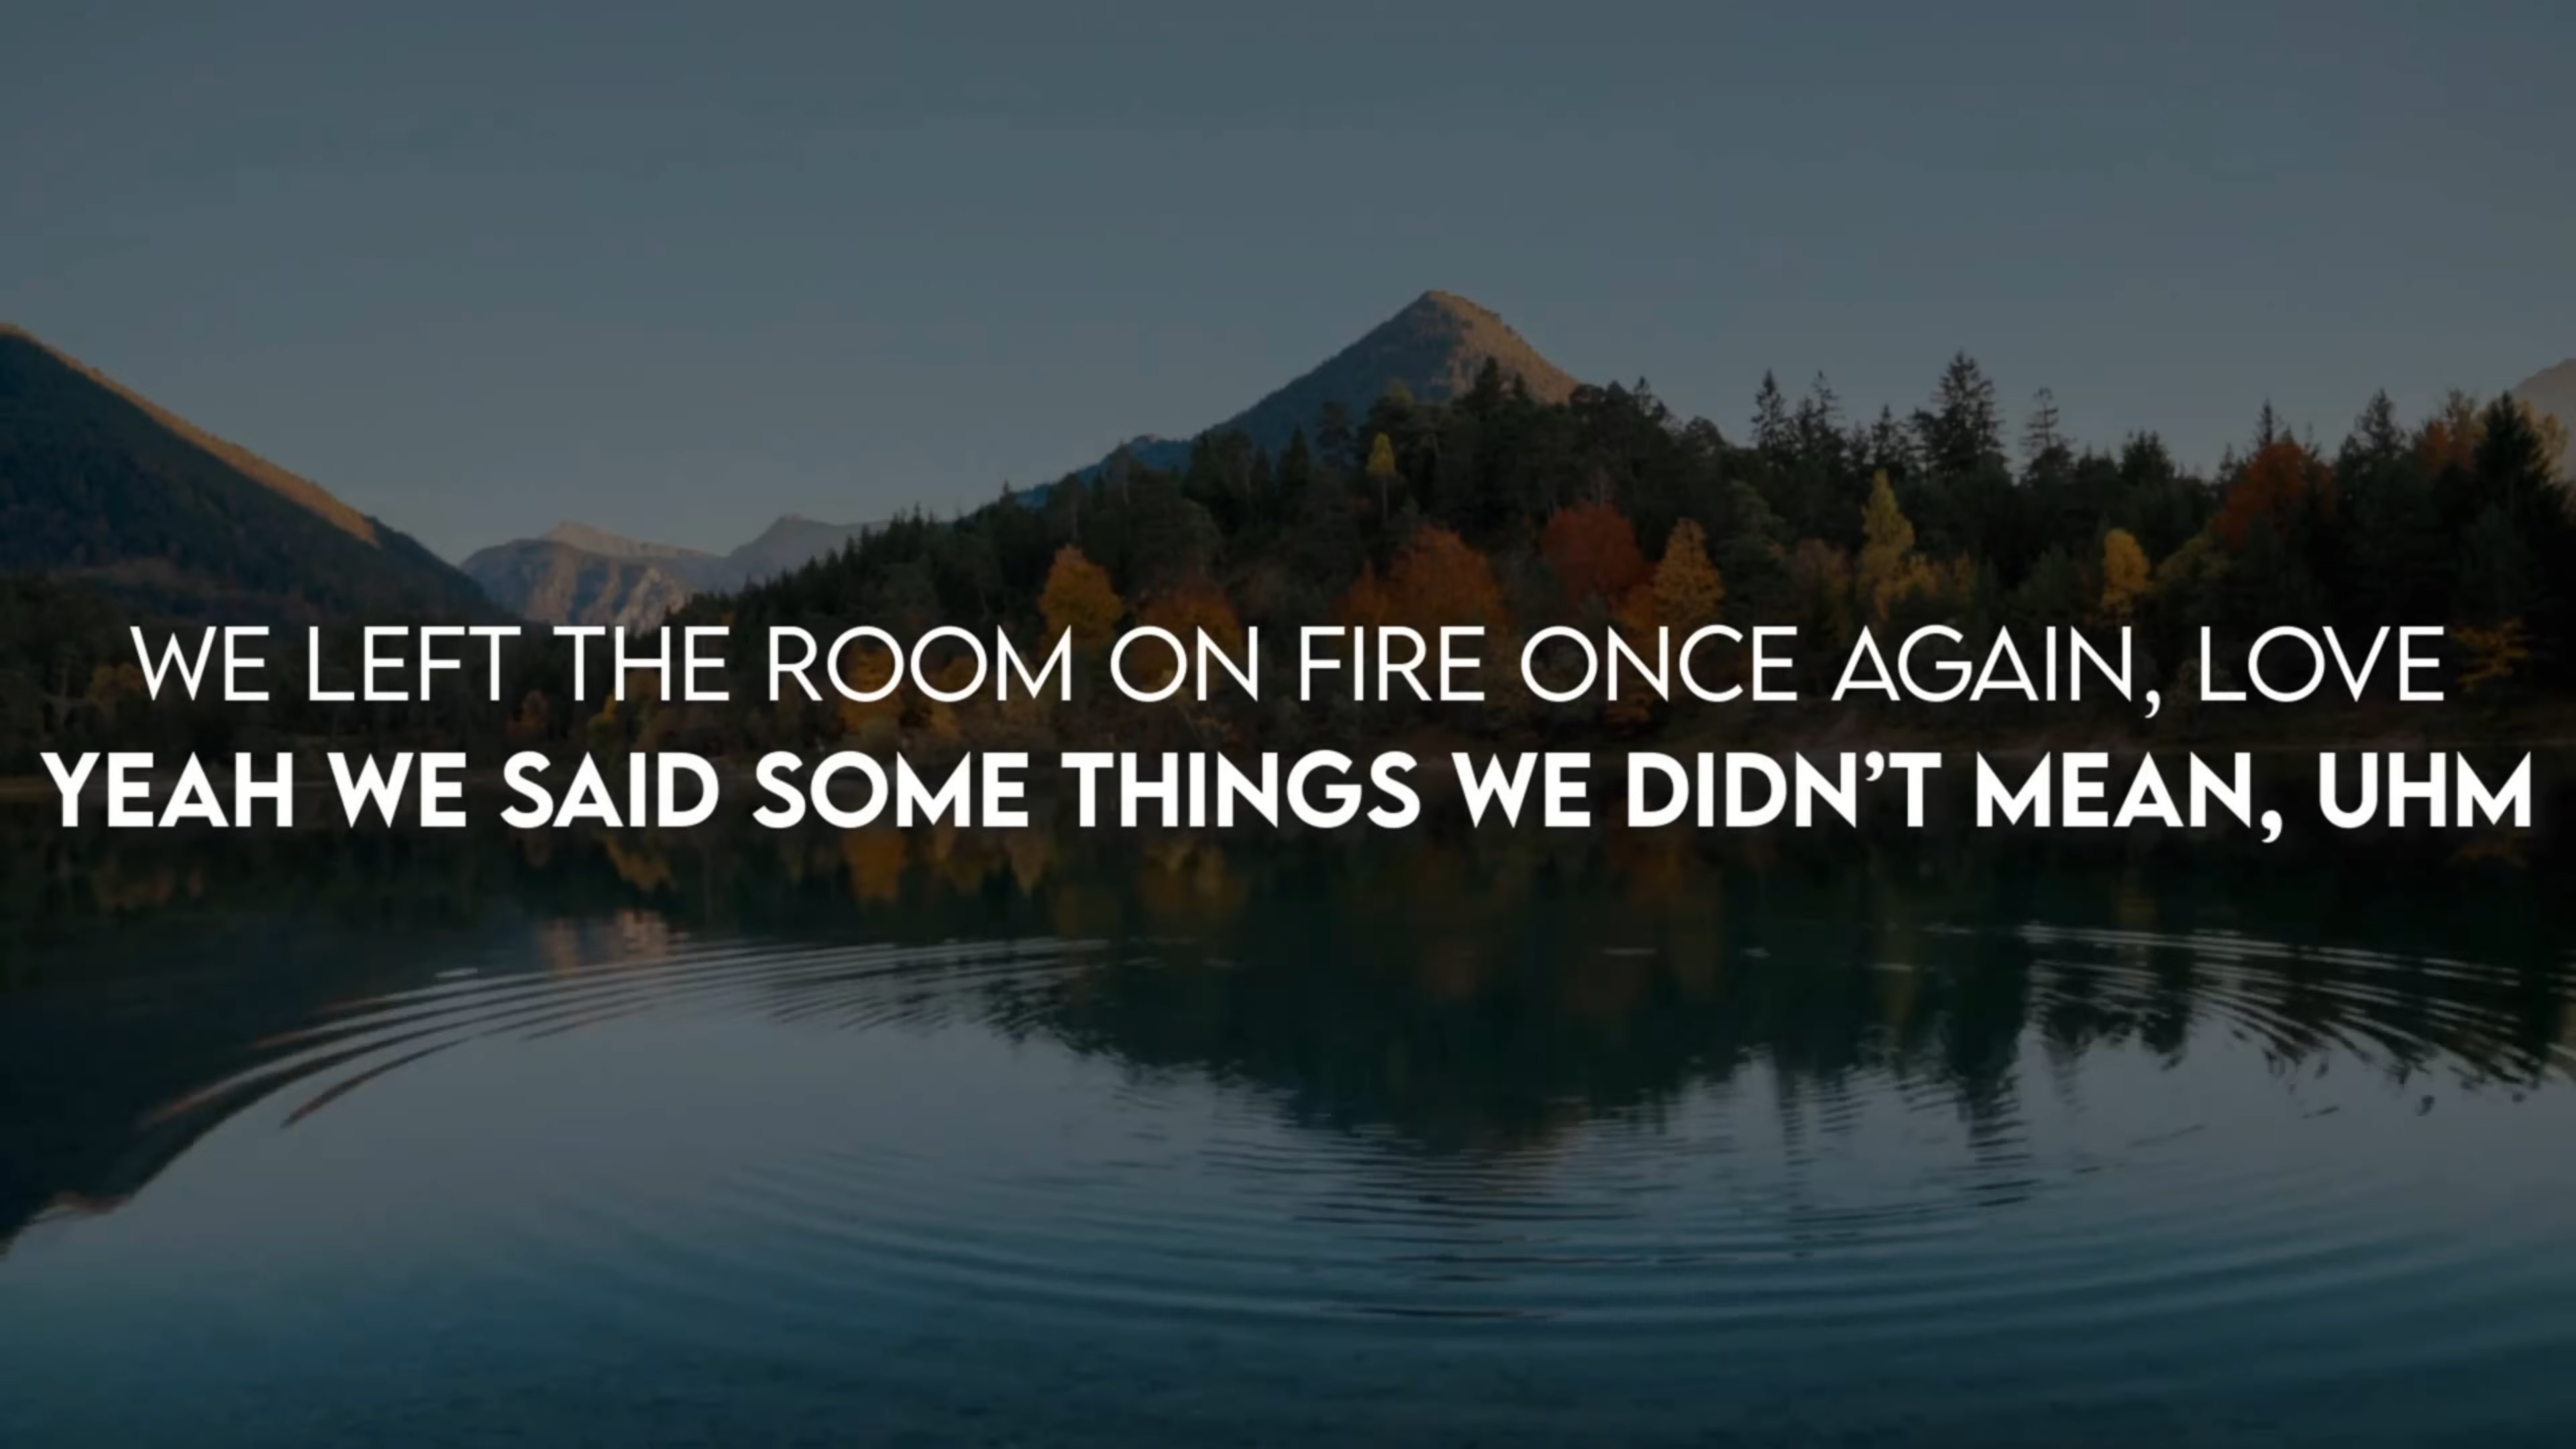 WE LEFT THE ROOM ON FIRE ONCE AGAIN, LOVE
YEAH WE SAID SOME THINGS WE DIDN’T MEAN, UHM